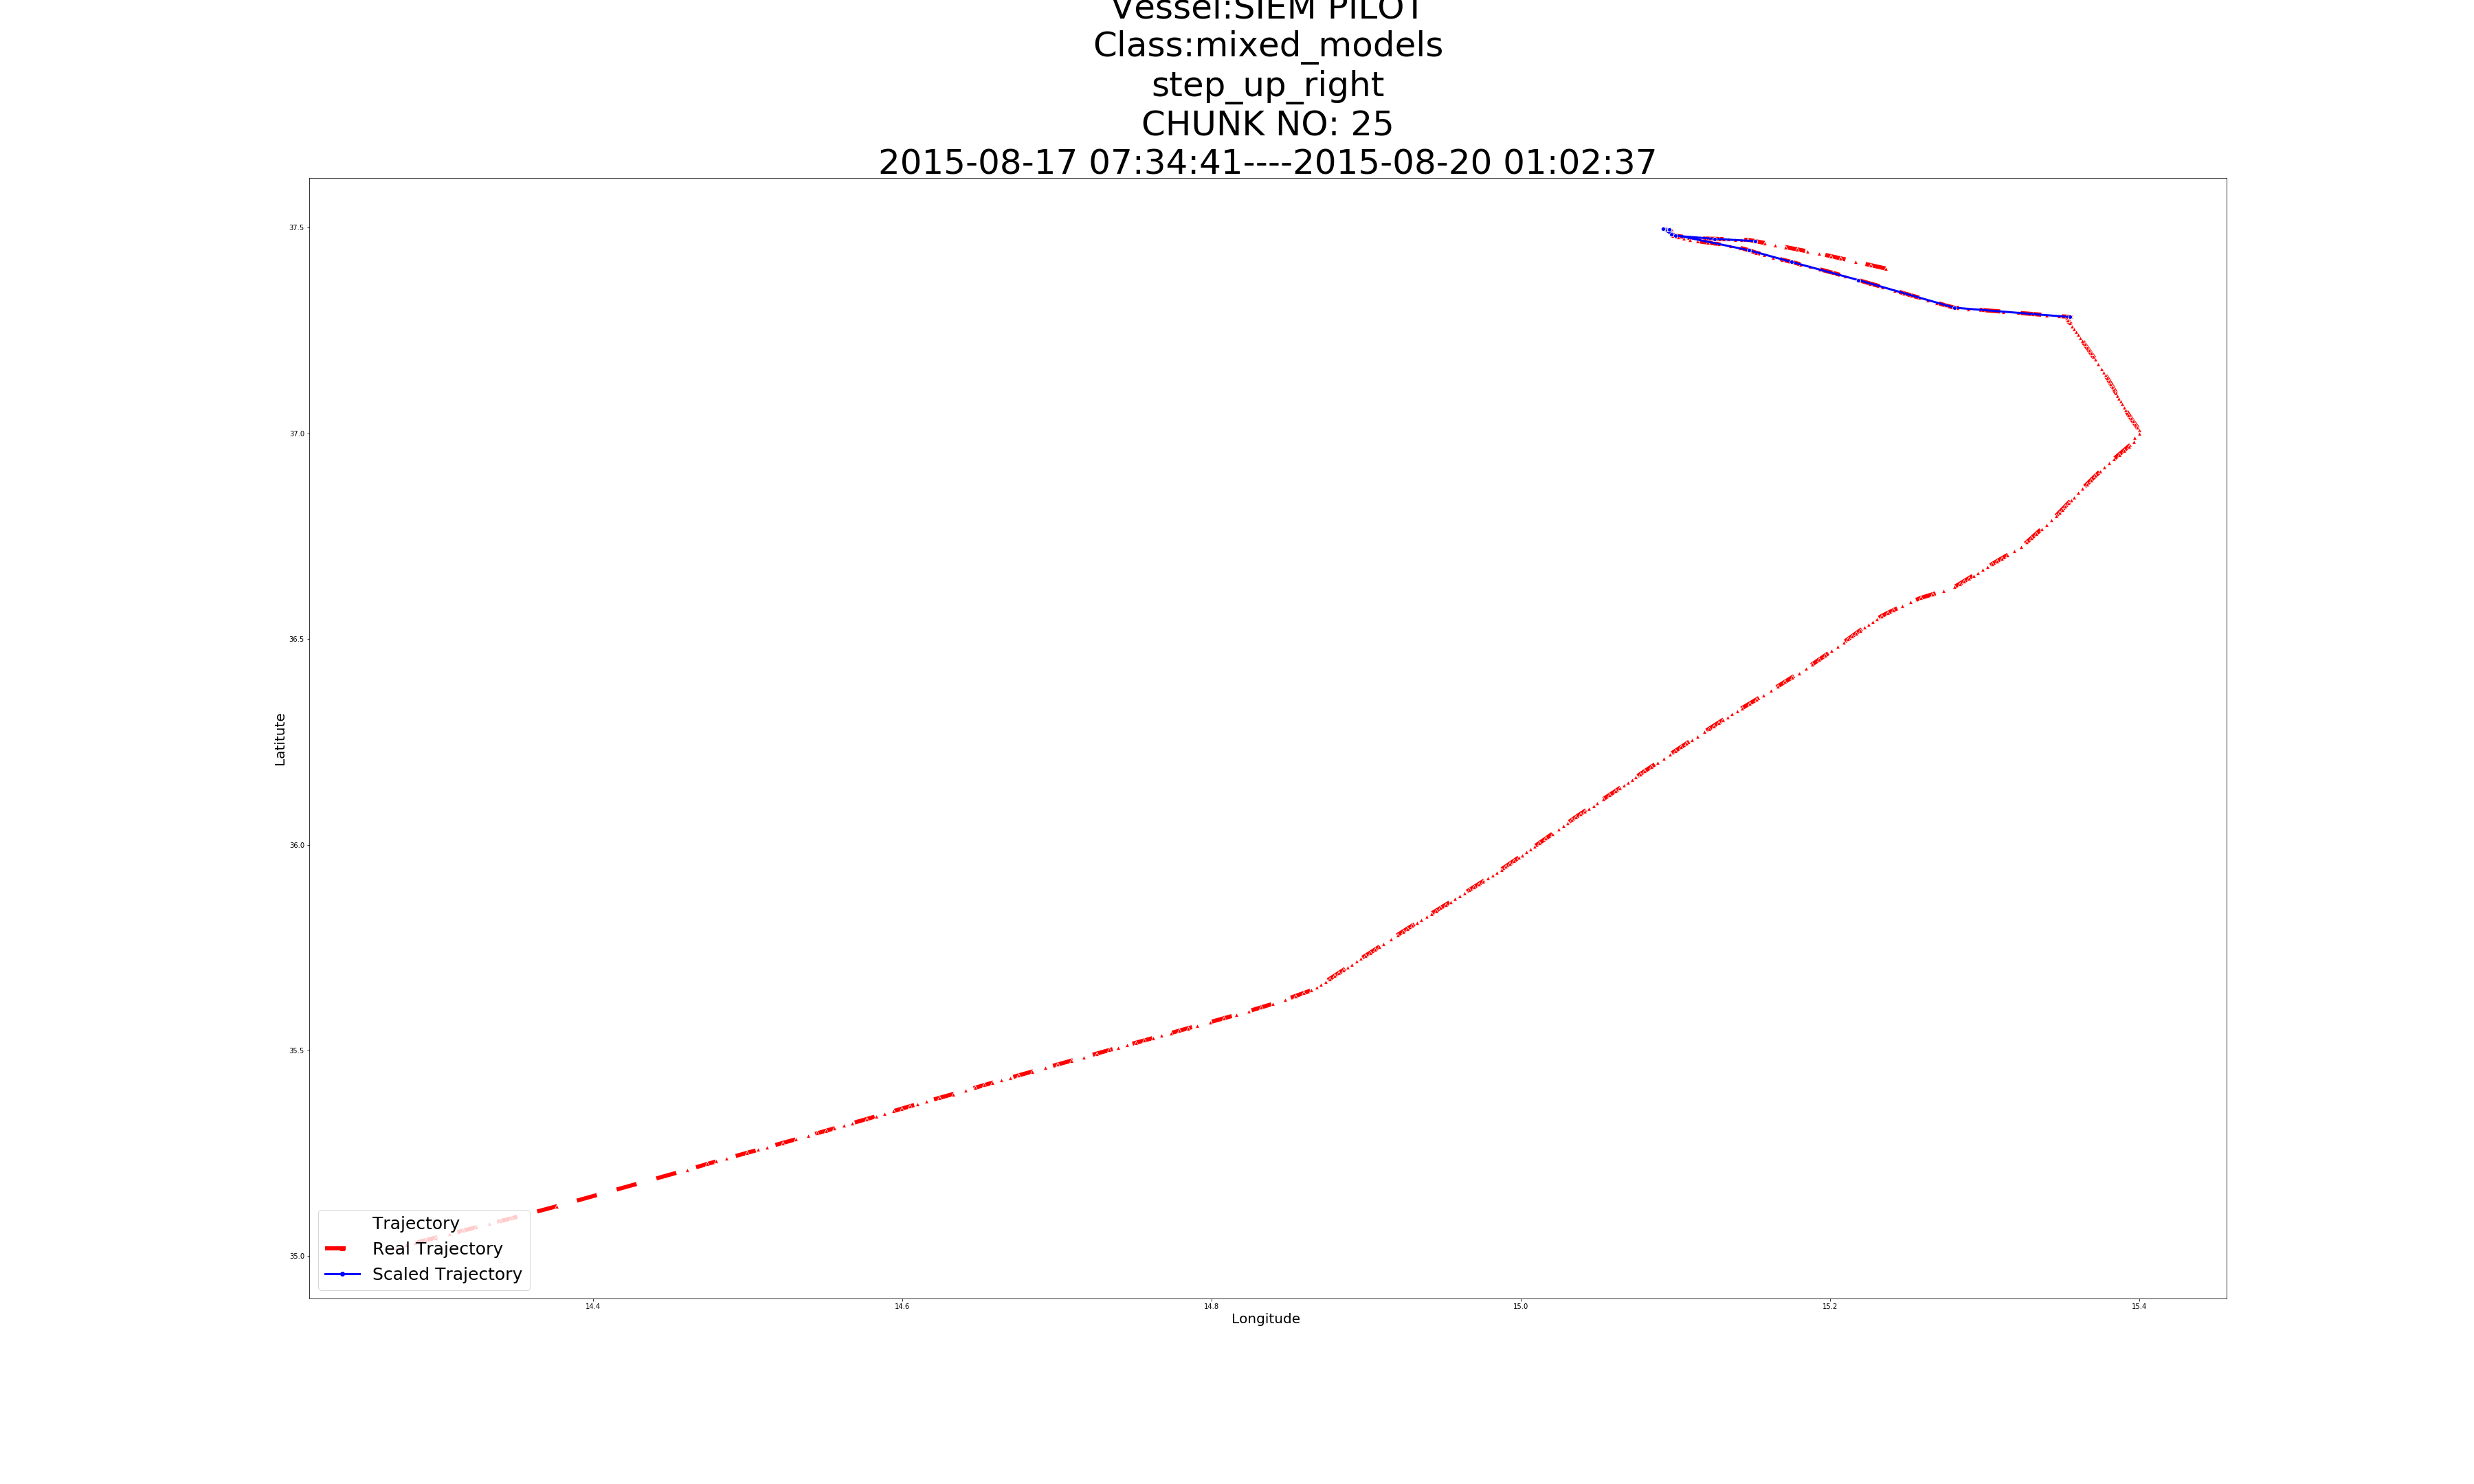 Vessel:SIEM PILOT
Class:mixed_models
step_up_right
CHUNK NO: 25
2015-08-17 07:34:41----2015-08-20 01:02:37
37.5
37.0
36.5
36.0
35.5
35.0
Latitute
Trajectory
Real Trajectory
Scaled Trajectory
14.4
14.6
14.8
15.0
15.2
15.4
Longitude